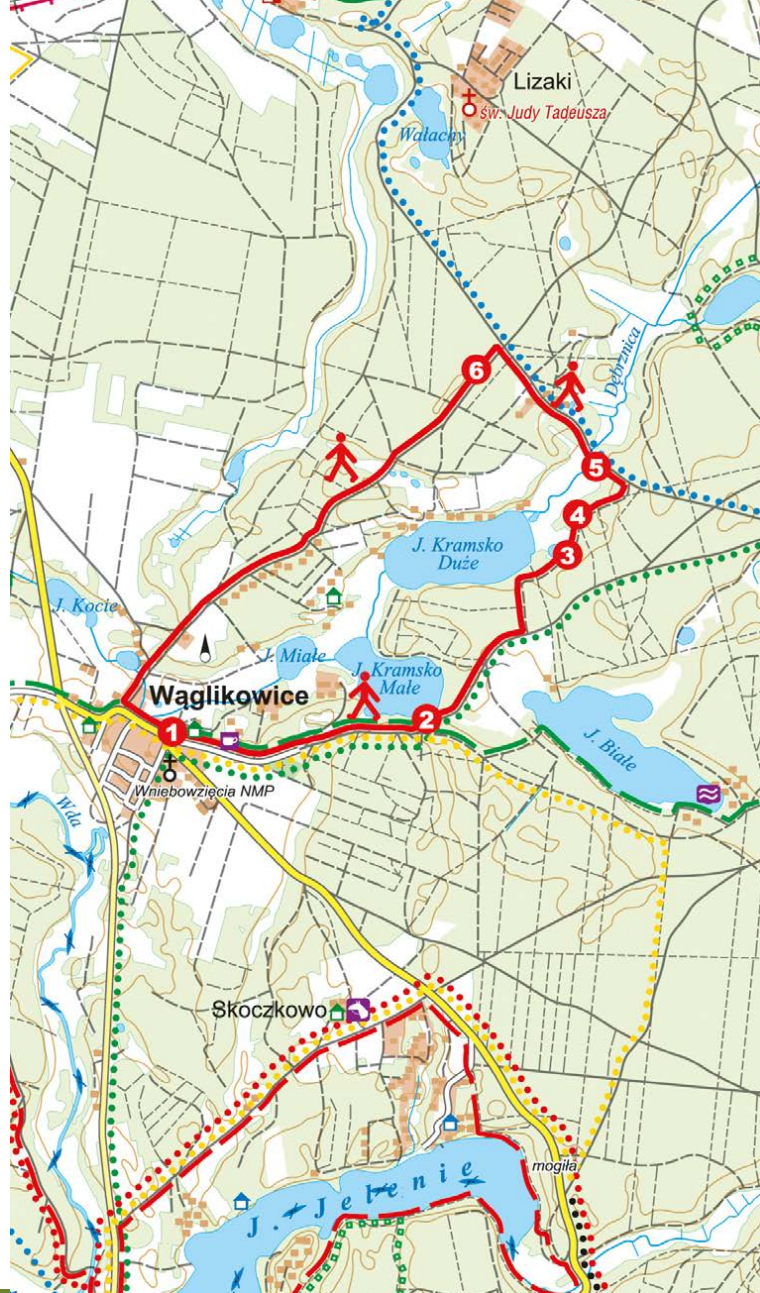 Lizaki
św. Judy Tadeusza
Wałachy
Dębrznica
6
5
4
3
J. Kramsko
Duże
J. Kocie
J. Miałe
J. Kramsko
Małe
Wąglikowice
1
2
J. Białe
Wniebowzięcia NMP
Wda
Skoczkowo
mogiła
J. Jelenie